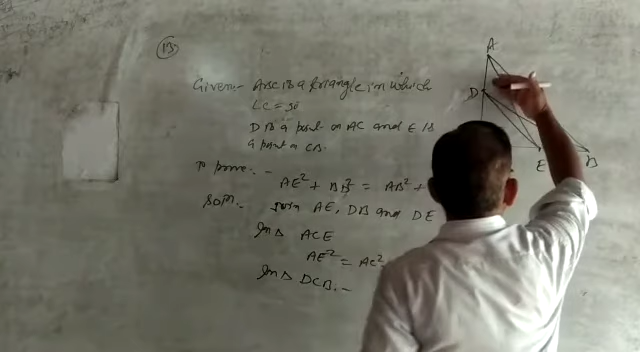 13
Given:- ABC is a triangle in which
∠C = 90
D is a point on AC and E is
a point on CB.
To prove:-
AE² + BD² = AB² +
Soln:- Join AE, DB and DE
In Δ ACE
AE² = AC²
In Δ DCB:-
A
D
E
B